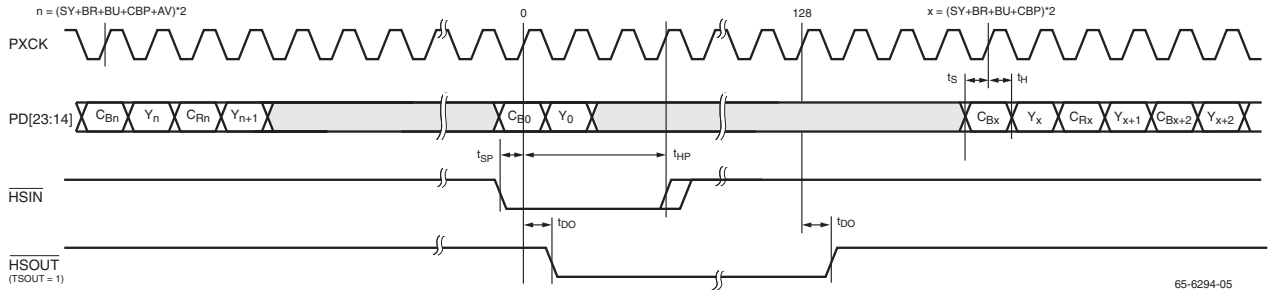 n = (SY+BR+BU+CBP+AV)*2
0
128
x = (SY+BR+BU+CBP)*2
PXCK
tS
tH
PD[23:14]
CBn Yn CRn Yn+1 CB0 Y0 CBx Yx CRx Yx+1 CBx+2 Yx+2
tSP
tHP
HSIN
tDO
tDO
HSOUT
(TSOUT = 1)
65-6294-05